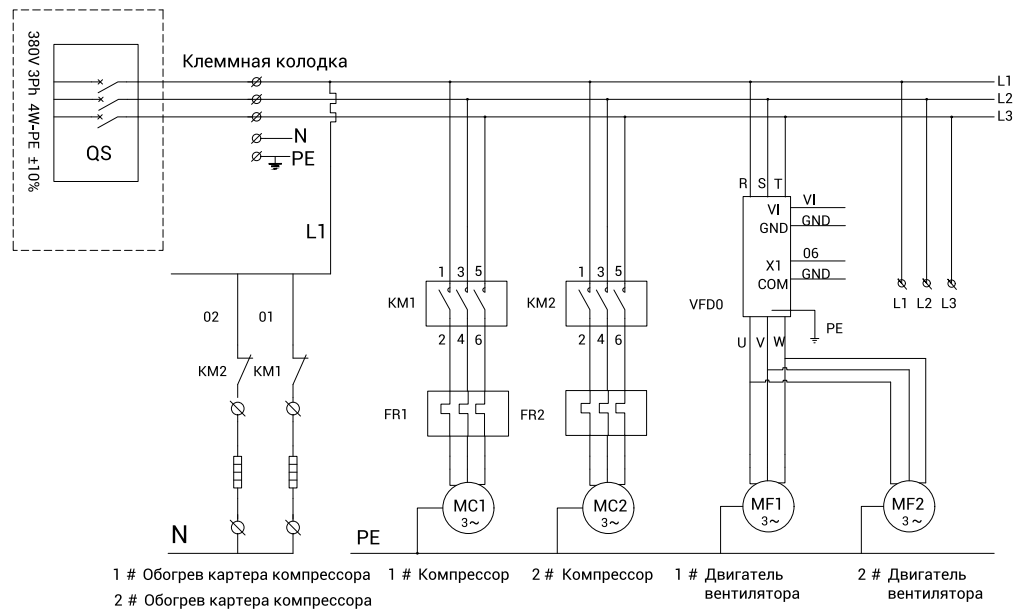 380V 3Ph 4W-PE ±10%
QS
Клеммная колодка
L1
L2
L3
N
PE
L1
R S T
VI
GND
X1
COM
VI
GND
06
GND
VFD0
PE
U V W
L1 L2 L3
1 3 5
KM1
2 4 6
1 3 5
KM2
2 4 6
02 01
KM2 KM1
FR1
FR2
MC1
3~
MC2
3~
MF1
3~
MF2
3~
N
PE
1 # Обогрев картера компрессора
2 # Обогрев картера компрессора
1 # Компрессор
2 # Компрессор
1 # Двигатель
вентилятора
2 # Двигатель
вентилятора